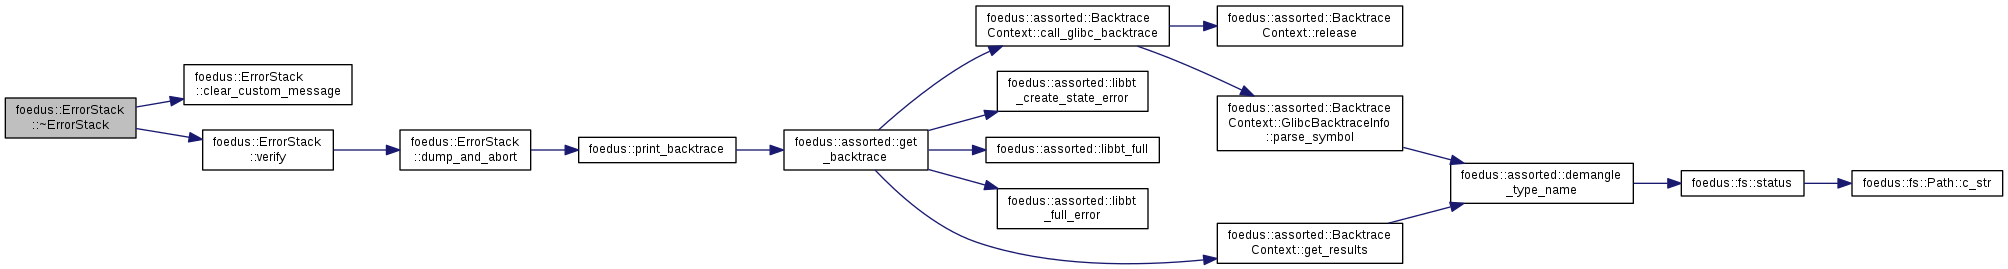 foedus::ErrorStack
::~ErrorStack
foedus::ErrorStack
::clear_custom_message
foedus::ErrorStack
::verify
foedus::ErrorStack
::dump_and_abort
foedus::print_backtrace
foedus::assorted::get
_backtrace
foedus::assorted::Backtrace
Context::call_glibc_backtrace
foedus::assorted::libbt
_create_state_error
foedus::assorted::libbt_full
foedus::assorted::libbt
_full_error
foedus::assorted::Backtrace
Context::release
foedus::assorted::Backtrace
Context::GlibcBacktraceInfo
::parse_symbol
foedus::assorted::Backtrace
Context::get_results
foedus::assorted::demangle
_type_name
foedus::fs::status
foedus::fs::Path::c_str